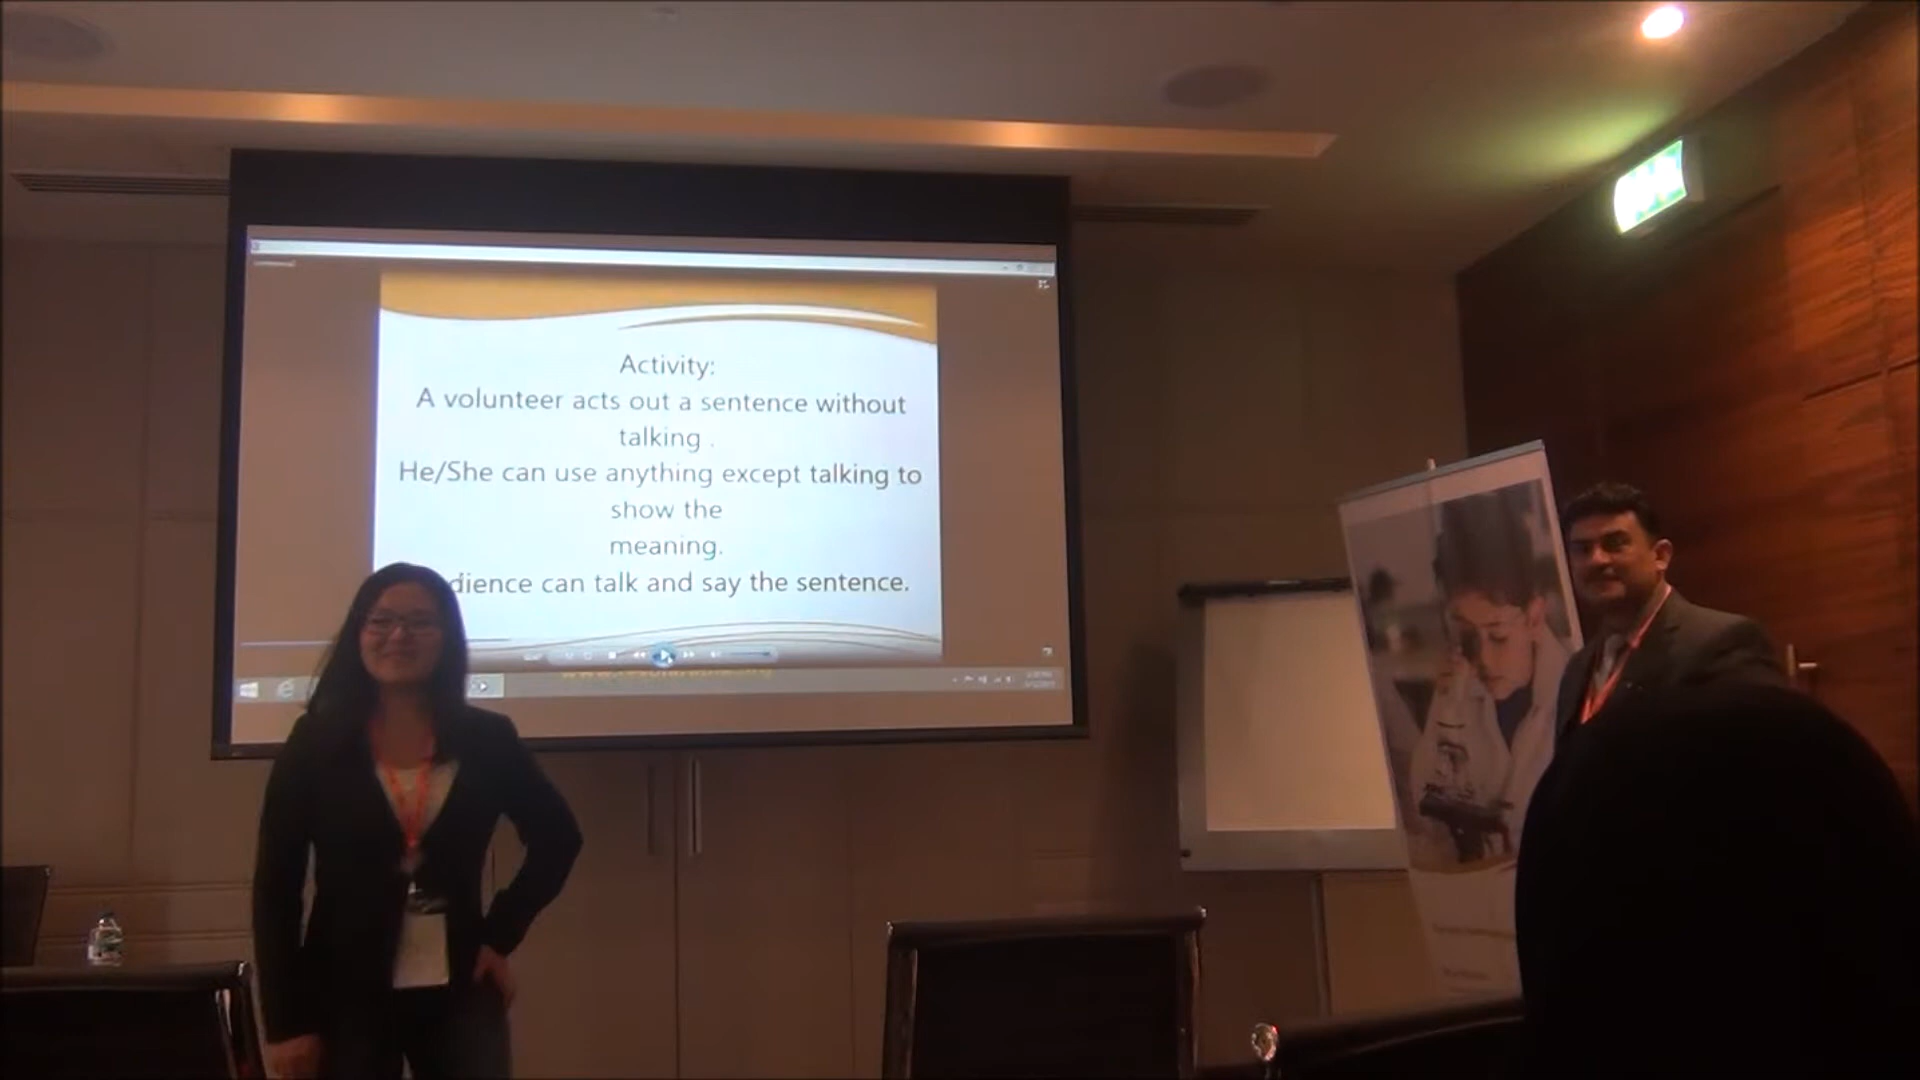 Activity:
A volunteer acts out a sentence without
talking .
He/She can use anything except talking to
show the
meaning.
dience can talk and say the sentence.